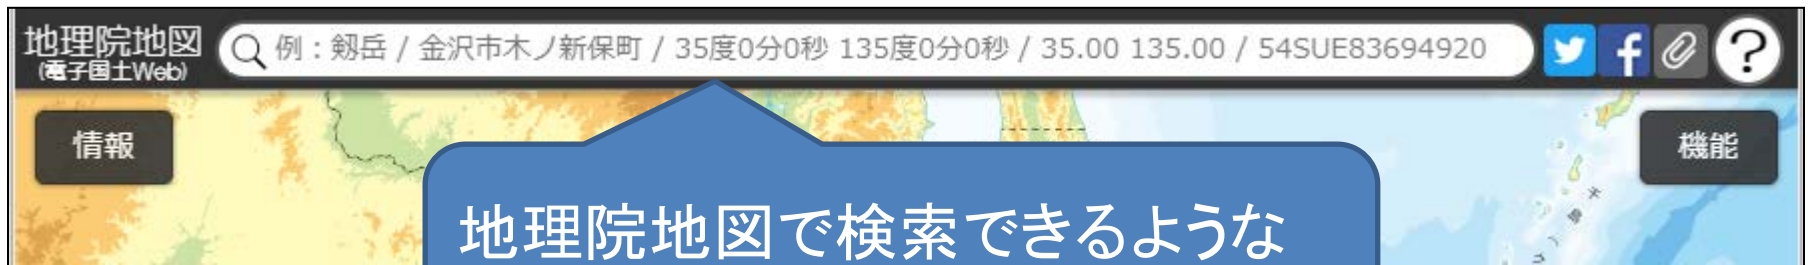 地理院地図
(電子国土Web)
例：剱岳 / 金沢市木ノ新保町 / 35度0分0秒 135度0分0秒 / 35.00 135.00 / 54SUE83694920
情報
機能
地理院地図で検索できるような